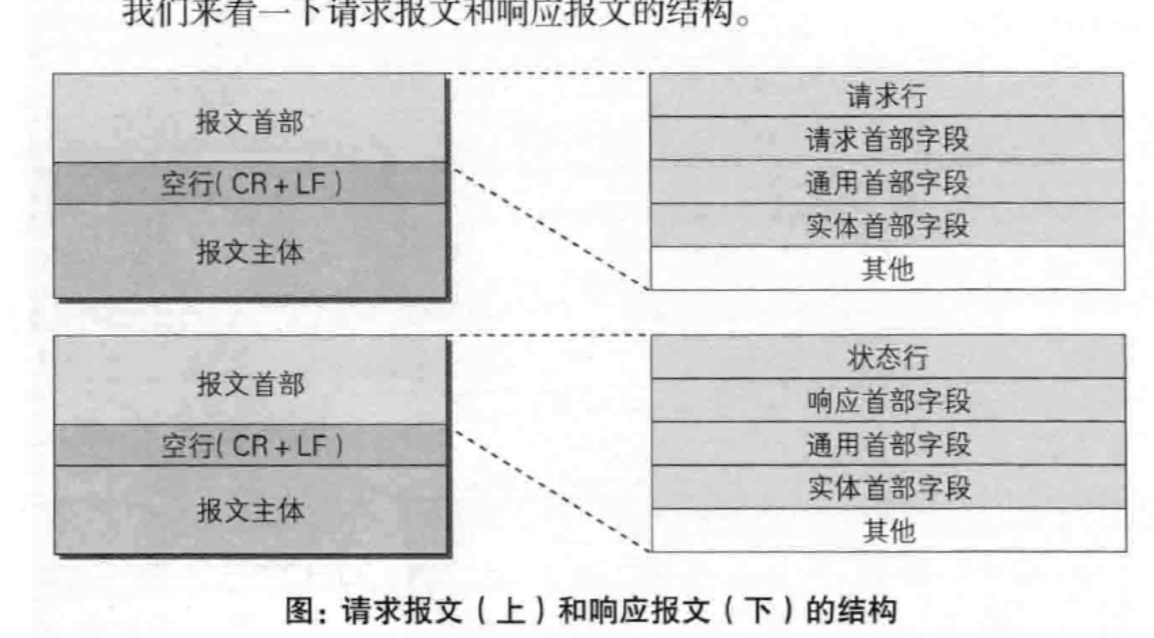 我们来看一下请求报文和响应报文的结构。
报文首部
空行( CR + LF )
报文主体
请求行
请求首部字段
通用首部字段
实体首部字段
其他
报文首部
空行( CR + LF )
报文主体
状态行
响应首部字段
通用首部字段
实体首部字段
其他
图：请求报文（上）和响应报文（下）的结构